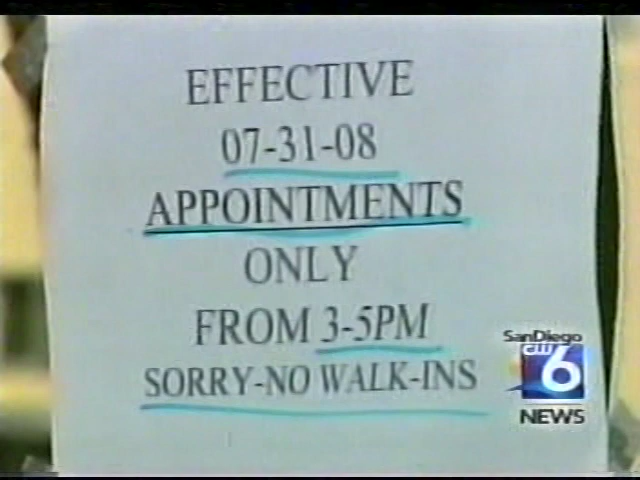 EFFECTIVE
07-31-08
APPOINTMENTS
ONLY
FROM 3-5PM
SORRY-NO WALK-INS
SanDiego
6
NEWS